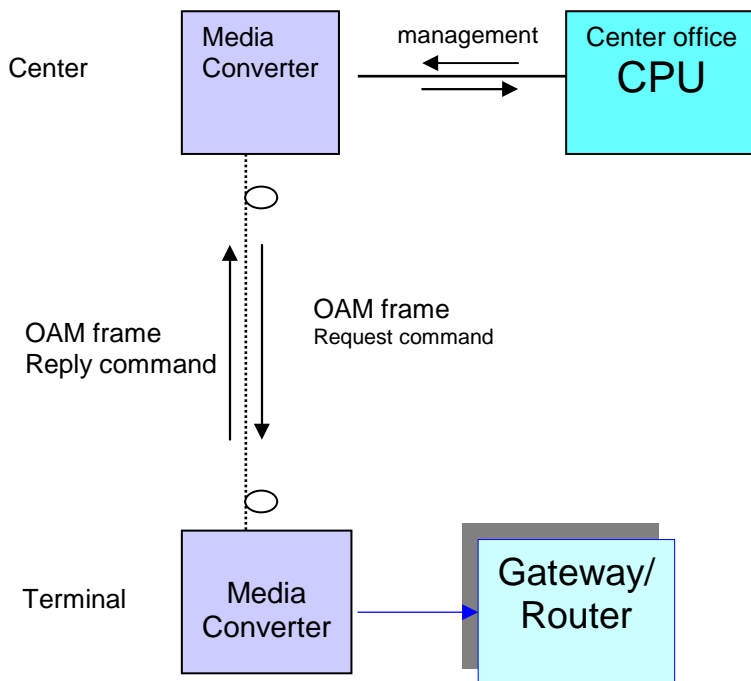 Center
Media
Converter
management
Center office
CPU
OAM frame
Reply command
OAM frame
Request command
Terminal
Media
Converter
Gateway/
Router